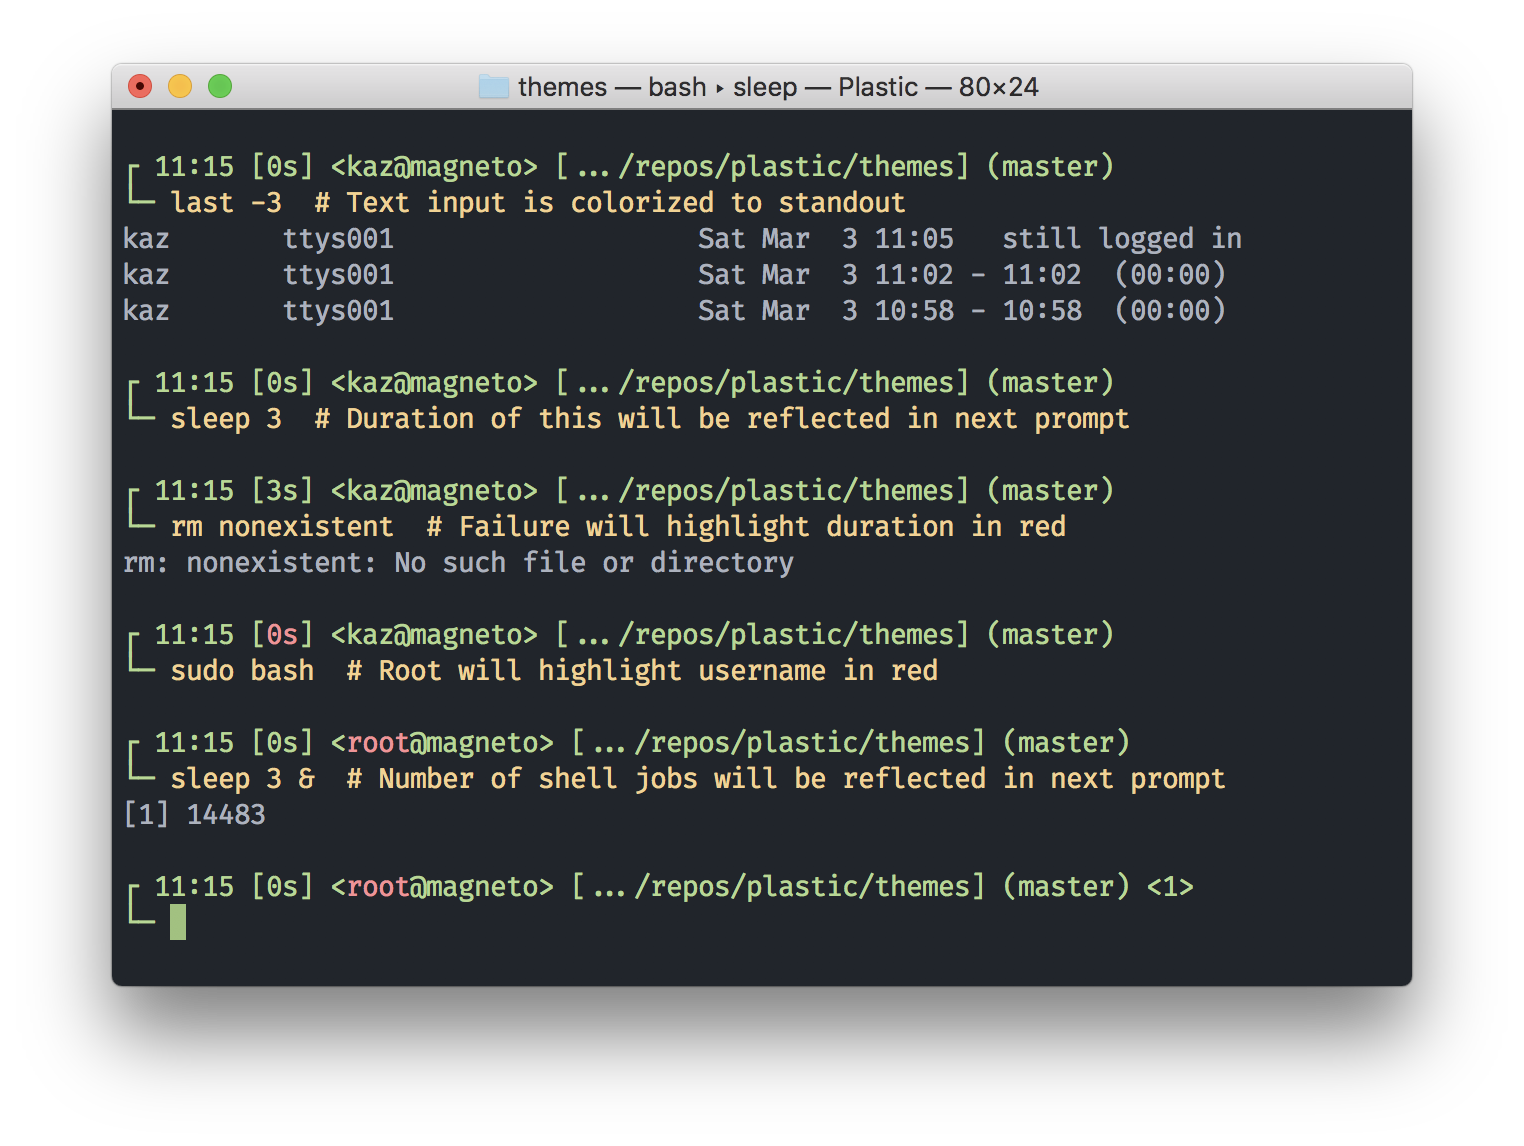 themes — bash ▸ sleep — Plastic — 80×24
┌ 11:15 [0s] <kaz@magneto> [.../repos/plastic/themes] (master)
└─ last -3  # Text input is colorized to standout
kaz       ttys001                   Sat Mar  3 11:05   still logged in
kaz       ttys001                   Sat Mar  3 11:02 - 11:02  (00:00)
kaz       ttys001                   Sat Mar  3 10:58 - 10:58  (00:00)
┌ 11:15 [0s] <kaz@magneto> [.../repos/plastic/themes] (master)
└─ sleep 3  # Duration of this will be reflected in next prompt
┌ 11:15 [3s] <kaz@magneto> [.../repos/plastic/themes] (master)
└─ rm nonexistent  # Failure will highlight duration in red
rm: nonexistent: No such file or directory
┌ 11:15 [0s] <kaz@magneto> [.../repos/plastic/themes] (master)
└─ sudo bash  # Root will highlight username in red
┌ 11:15 [0s] <root@magneto> [.../repos/plastic/themes] (master)
└─ sleep 3 &  # Number of shell jobs will be reflected in next prompt
[1] 14483
┌ 11:15 [0s] <root@magneto> [.../repos/plastic/themes] (master) <1>
└─